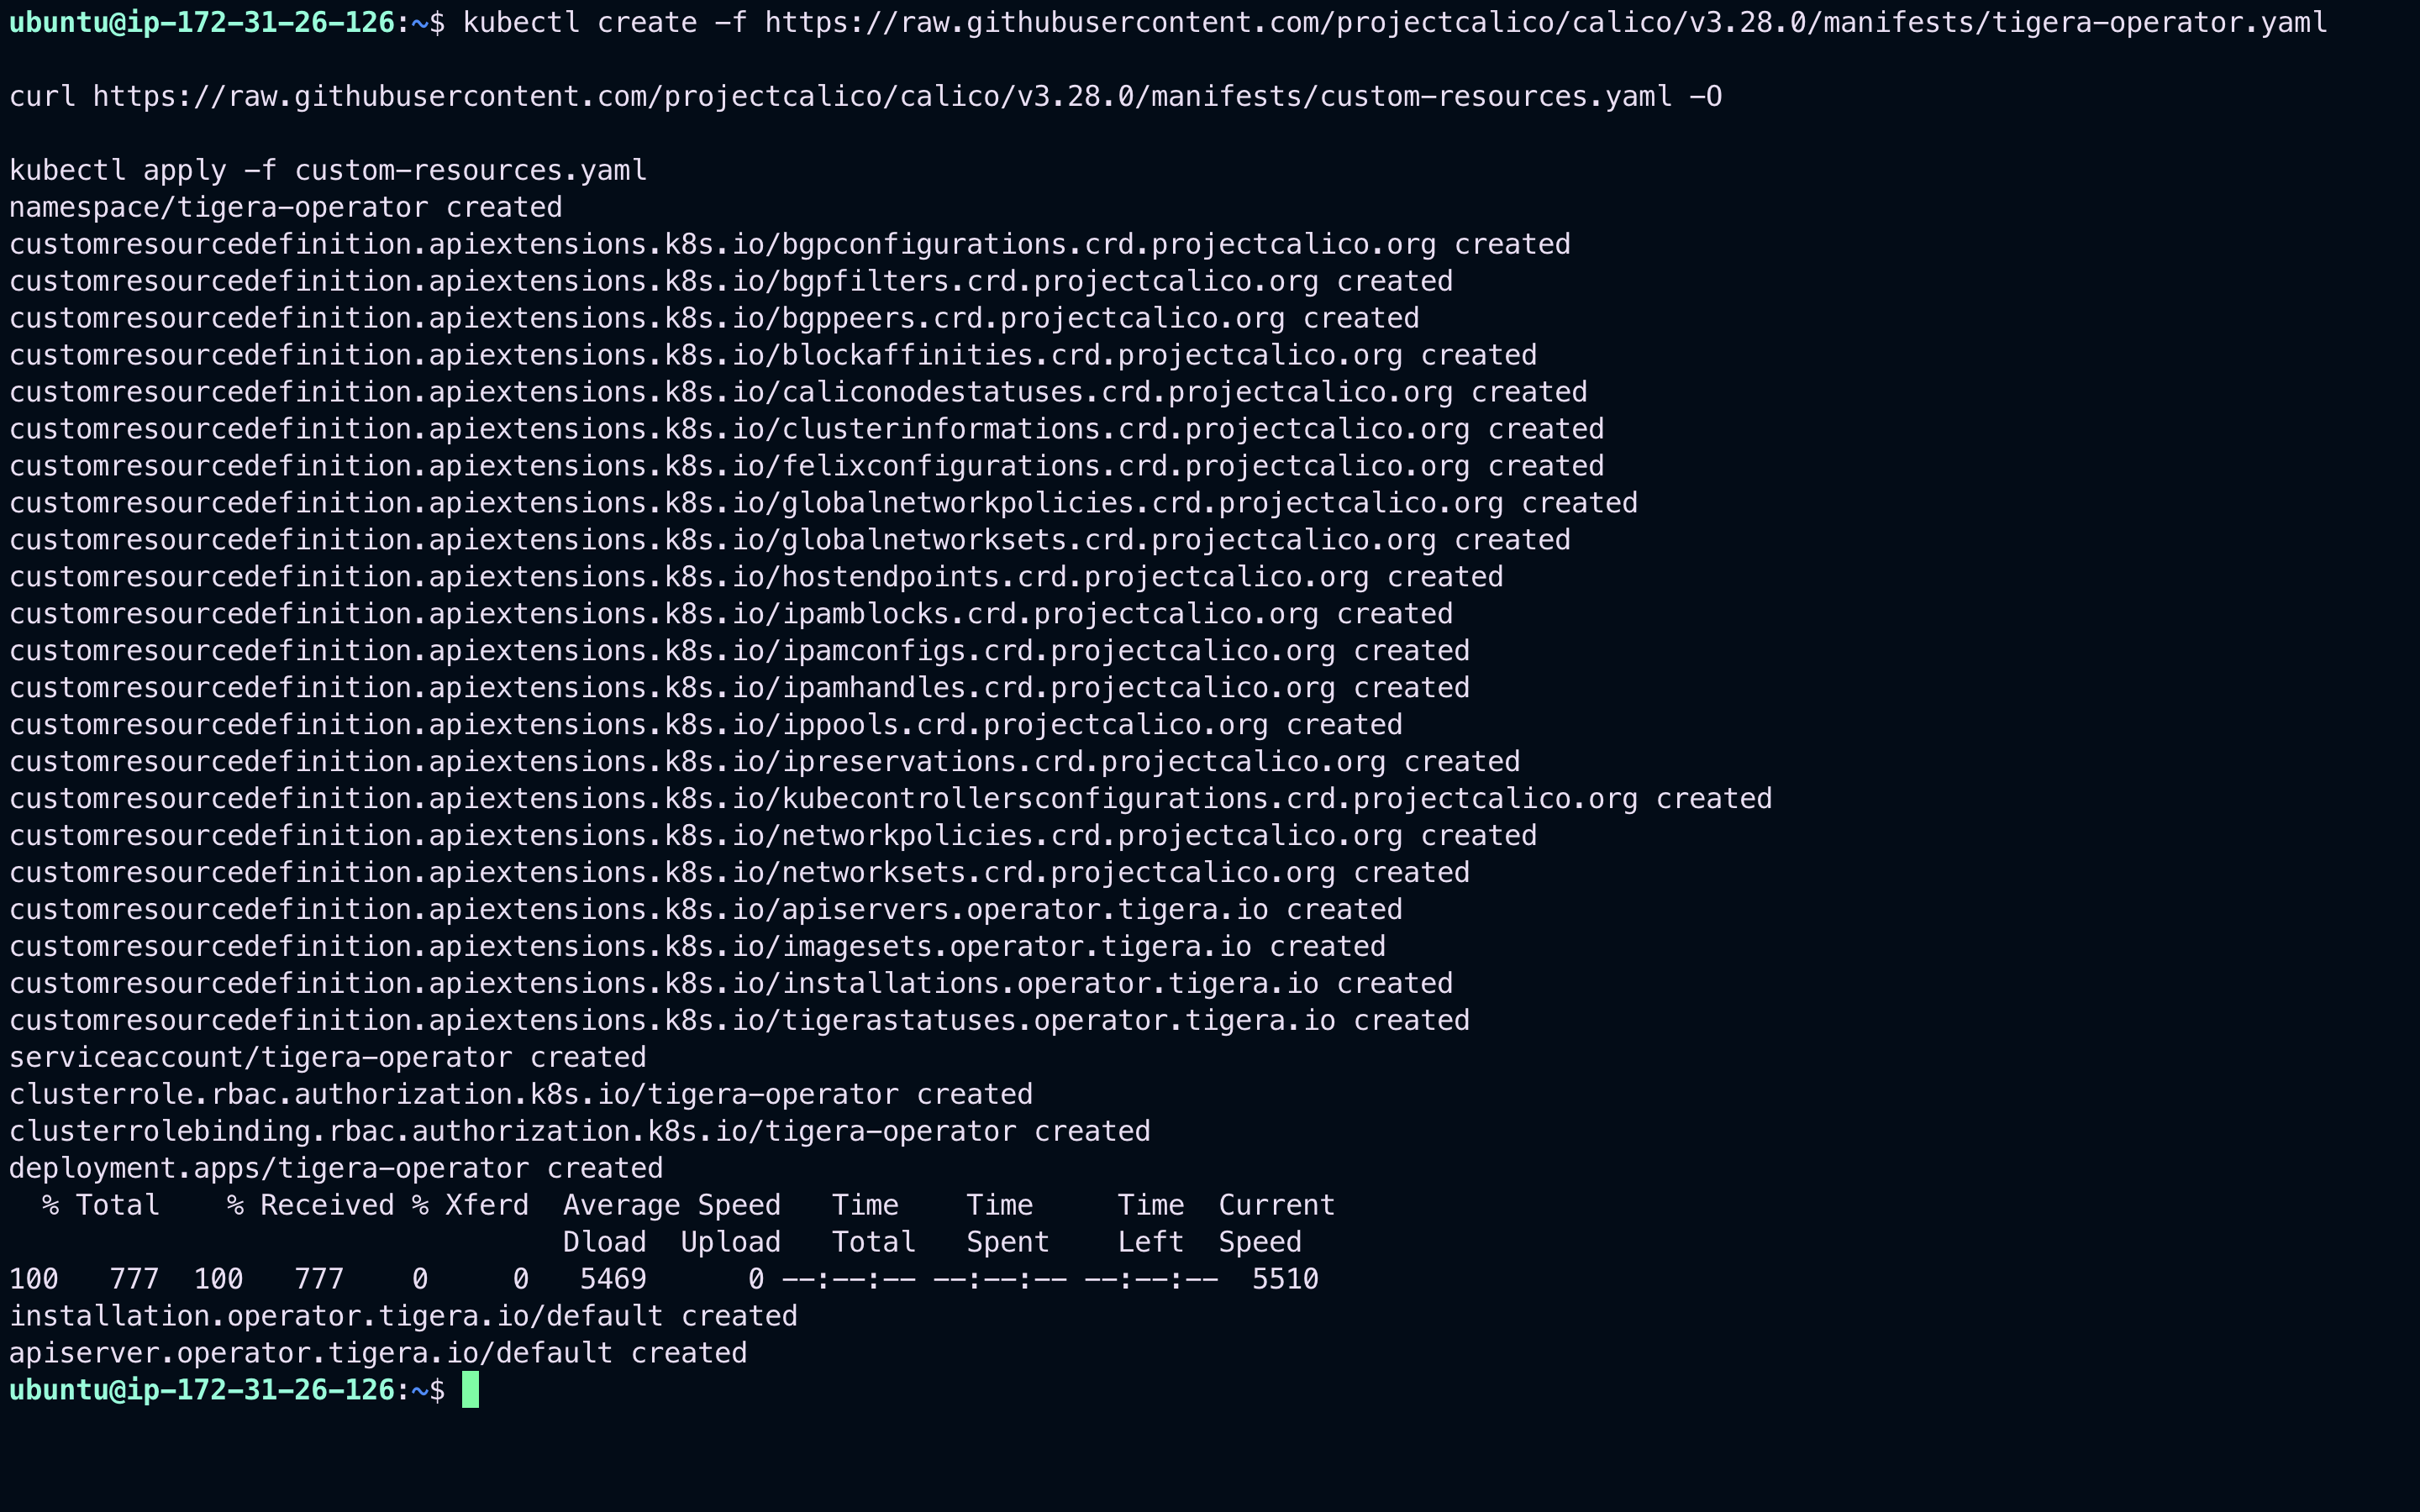 ubuntu@ip-172-31-26-126:~$ kubectl create -f https://raw.githubusercontent.com/projectcalico/calico/v3.28.0/manifests/tigera-operator.yaml
curl https://raw.githubusercontent.com/projectcalico/calico/v3.28.0/manifests/custom-resources.yaml -O
kubectl apply -f custom-resources.yaml
namespace/tigera-operator created
customresourcedefinition.apiextensions.k8s.io/bgpconfigurations.crd.projectcalico.org created
customresourcedefinition.apiextensions.k8s.io/bgpfilters.crd.projectcalico.org created
customresourcedefinition.apiextensions.k8s.io/bgppeers.crd.projectcalico.org created
customresourcedefinition.apiextensions.k8s.io/blockaffinities.crd.projectcalico.org created
customresourcedefinition.apiextensions.k8s.io/caliconodestatuses.crd.projectcalico.org created
customresourcedefinition.apiextensions.k8s.io/clusterinformations.crd.projectcalico.org created
customresourcedefinition.apiextensions.k8s.io/felixconfigurations.crd.projectcalico.org created
customresourcedefinition.apiextensions.k8s.io/globalnetworkpolicies.crd.projectcalico.org created
customresourcedefinition.apiextensions.k8s.io/globalnetworksets.crd.projectcalico.org created
customresourcedefinition.apiextensions.k8s.io/hostendpoints.crd.projectcalico.org created
customresourcedefinition.apiextensions.k8s.io/ipamblocks.crd.projectcalico.org created
customresourcedefinition.apiextensions.k8s.io/ipamconfigs.crd.projectcalico.org created
customresourcedefinition.apiextensions.k8s.io/ipamhandles.crd.projectcalico.org created
customresourcedefinition.apiextensions.k8s.io/ippools.crd.projectcalico.org created
customresourcedefinition.apiextensions.k8s.io/ipreservations.crd.projectcalico.org created
customresourcedefinition.apiextensions.k8s.io/kubecontrollersconfigurations.crd.projectcalico.org created
customresourcedefinition.apiextensions.k8s.io/networkpolicies.crd.projectcalico.org created
customresourcedefinition.apiextensions.k8s.io/networksets.crd.projectcalico.org created
customresourcedefinition.apiextensions.k8s.io/apiservers.operator.tigera.io created
customresourcedefinition.apiextensions.k8s.io/imagesets.operator.tigera.io created
customresourcedefinition.apiextensions.k8s.io/installations.operator.tigera.io created
customresourcedefinition.apiextensions.k8s.io/tigerastatuses.operator.tigera.io created
serviceaccount/tigera-operator created
clusterrole.rbac.authorization.k8s.io/tigera-operator created
clusterrolebinding.rbac.authorization.k8s.io/tigera-operator created
deployment.apps/tigera-operator created
  % Total    % Received % Xferd  Average Speed   Time    Time     Time  Current
                                 Dload  Upload   Total   Spent    Left  Speed
100   777  100   777    0     0   5469      0 --:--:-- --:--:-- --:--:--  5510
installation.operator.tigera.io/default created
apiserver.operator.tigera.io/default created
ubuntu@ip-172-31-26-126:~$